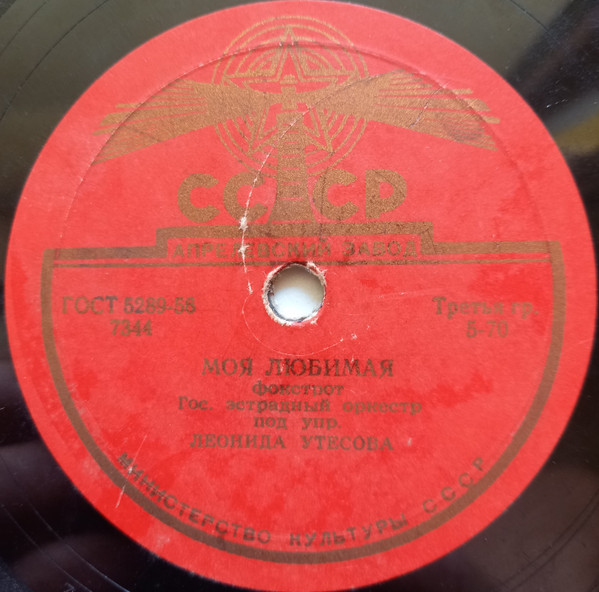 СССР
АПРЕЛЕВСКИЙ ЗАВОД
ГОСТ 5289-56
7344
Третья гр.
5-70
МОЯ ЛЮБИМАЯ
фокстрот
Гос. эстрадный оркестр
под упр.
ЛЕОНИДА УТЕСОВА
МИНИСТЕРСТВО КУЛЬТУРЫ СССР